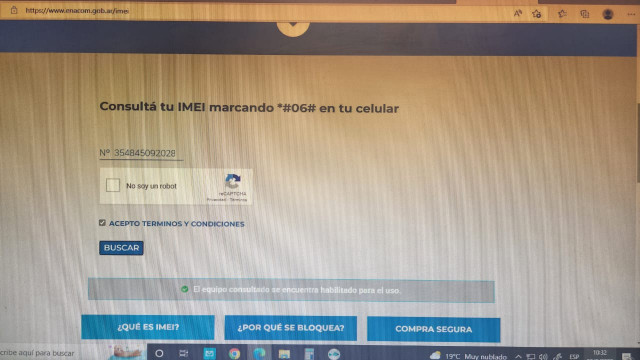 https://www.enacom.gob.ar/imei
Consultá tu IMEI marcando *#06# en tu celular
Nº 354845092028
No soy un robot
reCAPTCHA
Privacidad - Términos
ACEPTO TERMINOS Y CONDICIONES
BUSCAR
El equipo consultado se encuentra habilitado para el uso.
¿QUÉ ES IMEI?
¿POR QUÉ SE BLOQUEA?
COMPRA SEGURA
cribe aquí para buscar
19°C Muy nublado
ESP
10:32